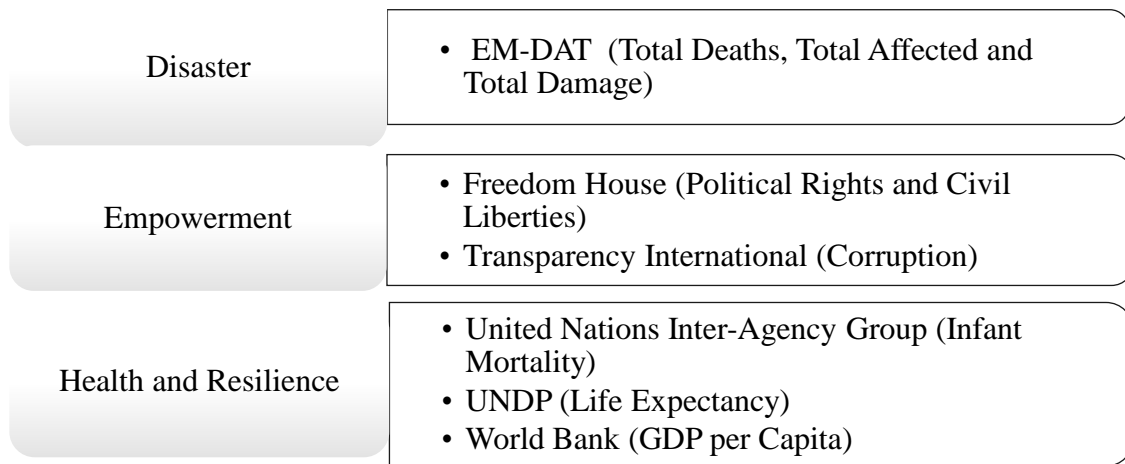 Disaster
• EM-DAT (Total Deaths, Total Affected and
Total Damage)
Empowerment
• Freedom House (Political Rights and Civil
Liberties)
• Transparency International (Corruption)
Health and Resilience
• United Nations Inter-Agency Group (Infant
Mortality)
• UNDP (Life Expectancy)
• World Bank (GDP per Capita)